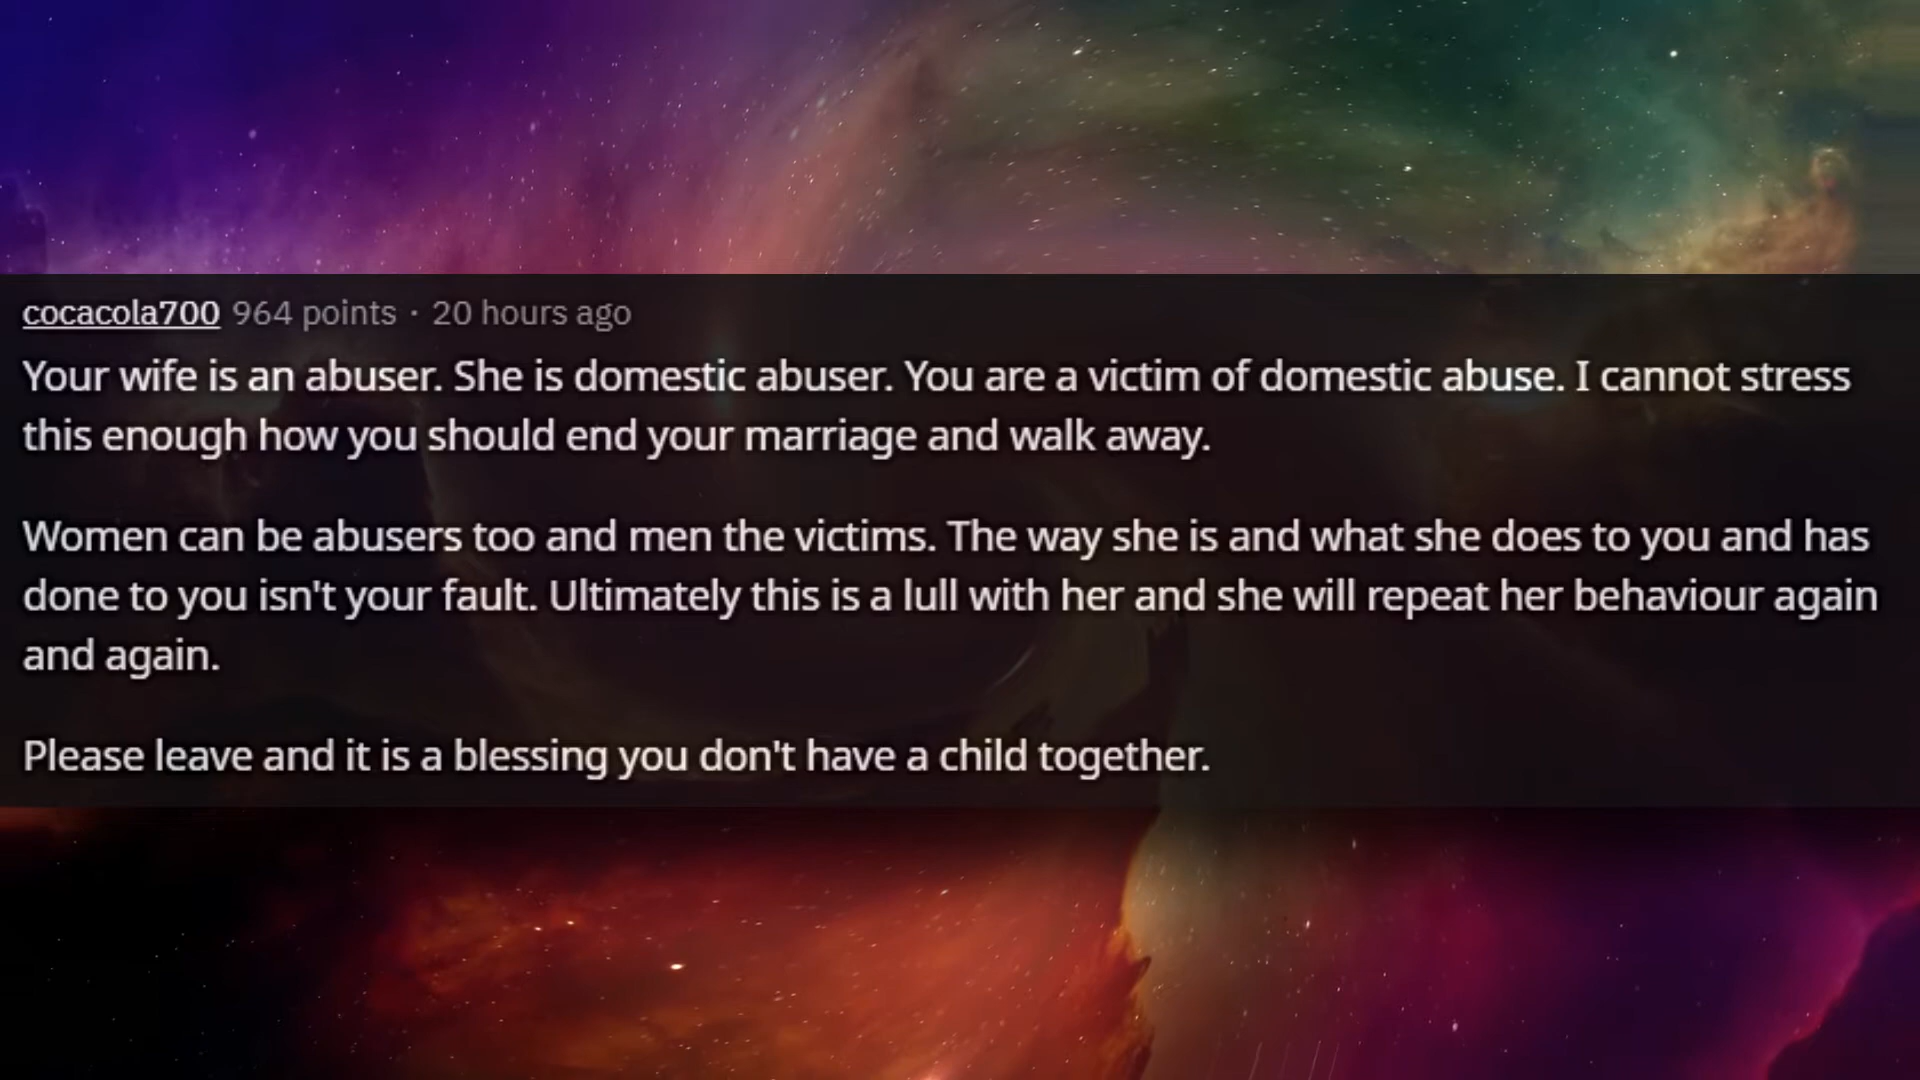 cocacola700 964 points · 20 hours ago
Your wife is an abuser. She is domestic abuser. You are a victim of domestic abuse. I cannot stress
this enough how you should end your marriage and walk away.
Women can be abusers too and men the victims. The way she is and what she does to you and has
done to you isn't your fault. Ultimately this is a lull with her and she will repeat her behaviour again
and again.
Please leave and it is a blessing you don't have a child together.